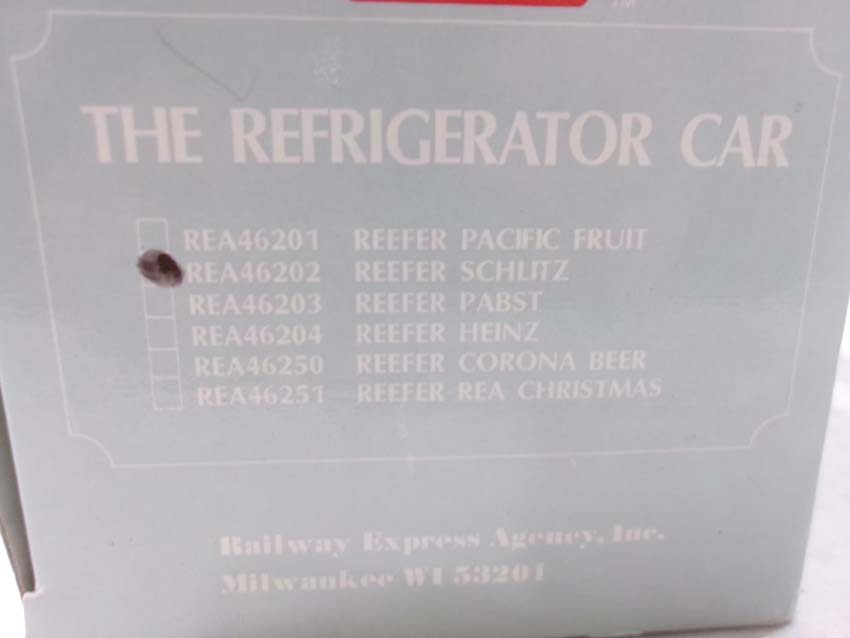 TM
THE REFRIGERATOR CAR
REA46201 REEFER PACIFIC FRUIT
REA46202 REEFER SCHLITZ
REA46203 REEFER PABST
REA46204 REEFER HEINZ
REA46250 REEFER CORONA BEER
REA46251 REEFER REA CHRISTMAS
Railway Express Agency, Inc.
Milwaukee WI 53201